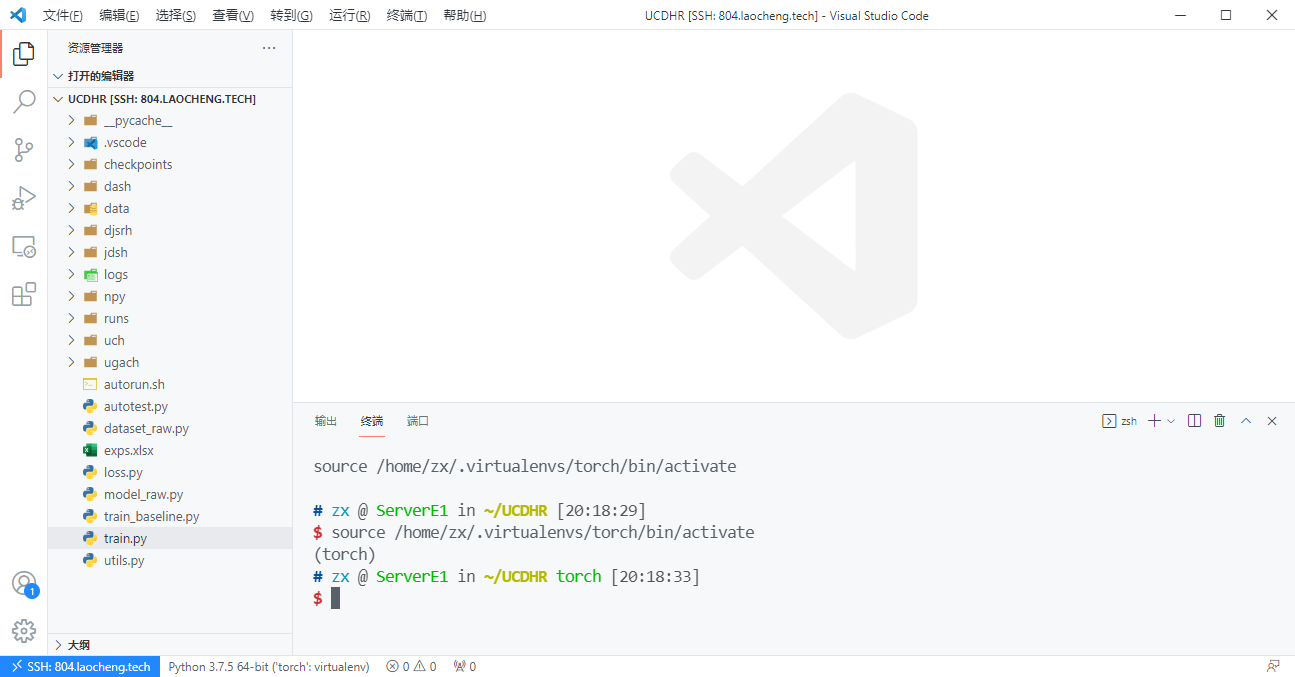 文件(F) 编辑(E) 选择(S) 查看(V) 转到(G) 运行(R) 终端(T) 帮助(H) UCDHR [SSH: 804.laocheng.tech] - Visual Studio Code
资源管理器
打开的编辑器
UCDHR [SSH: 804.LAOCHENG.TECH]
__pycache__
.vscode
checkpoints
dash
data
djsrh
jdsh
logs
npy
runs
uch
ugach
autorun.sh
autotest.py
dataset_raw.py
exps.xlsx
loss.py
model_raw.py
train_baseline.py
train.py
utils.py
大纲
输出 终端 端口 zsh
source /home/zx/.virtualenvs/torch/bin/activate
# zx @ ServerE1 in ~/UCDHR [20:18:29]
$ source /home/zx/.virtualenvs/torch/bin/activate
(torch)
# zx @ ServerE1 in ~/UCDHR torch [20:18:33]
$
1
SSH: 804.laocheng.tech Python 3.7.5 64-bit ('torch': virtualenv) 0 0 0